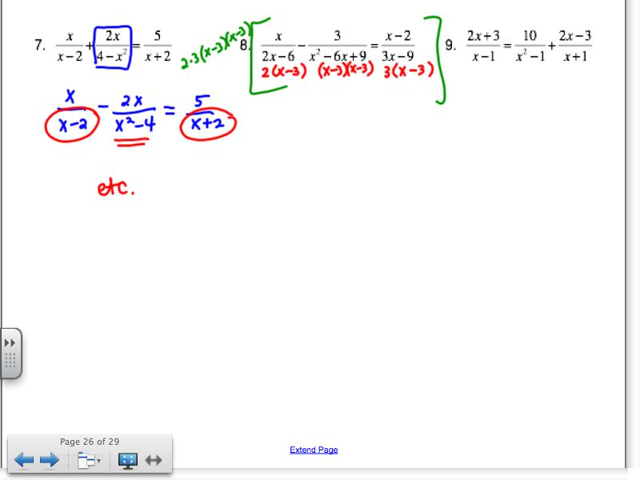 7. x/(x−2) + 2x/(4−x²) = 5/(x+2)
2·3(x−3)(x−3)
8. x/(2x−6) − 3/(x²−6x+9) = (x−2)/(3x−9)
2(x−3) (x−3)(x−3) 3(x−3)
9. (2x+3)/(x−1) = 10/(x²−1) + (2x−3)/(x+1)
x/(x−2) − 2x/(x²−4) = 5/(x+2)
etc.
Page 26 of 29
Extend Page